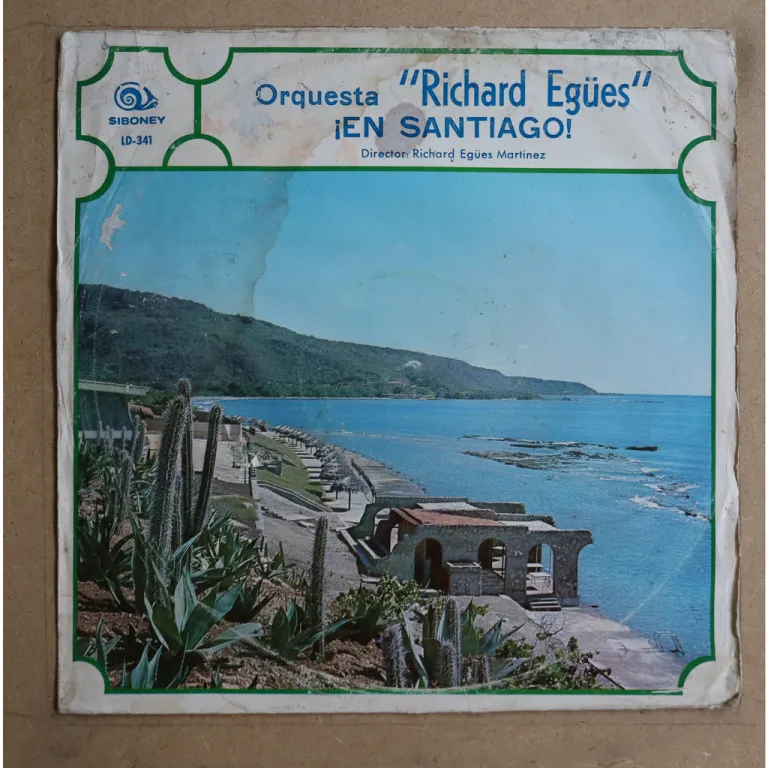 SIBONEY
LD-341
Orquesta "Richard Egües"
¡EN SANTIAGO!
Director: Richard Egües Martinez